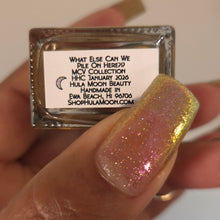 What Else Can We
Pile On Here??
MCV Collection
HHC January 2026
Hula Moon Beauty
Handmade in
Ewa Beach, HI 96706
ShopHulaMoon.com